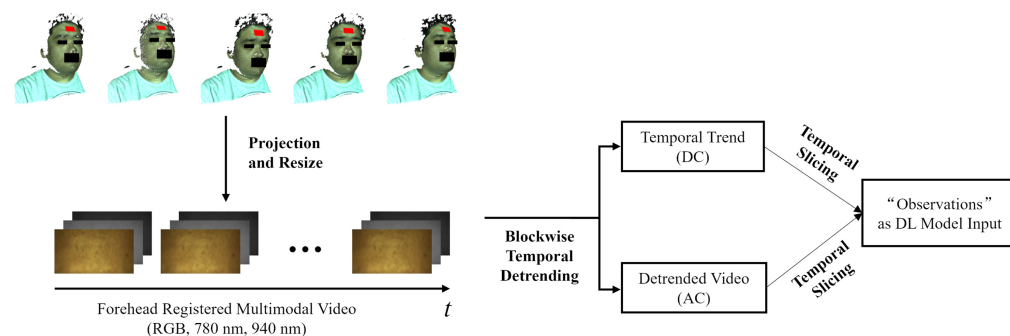 Projection
and Resize
Forehead Registered Multimodal Video
(RGB, 780 nm, 940 nm)
t
Blockwise
Temporal
Detrending
Temporal Trend
(DC)
Detrended Video
(AC)
Temporal
Slicing
Temporal
Slicing
“Observations”
as DL Model Input